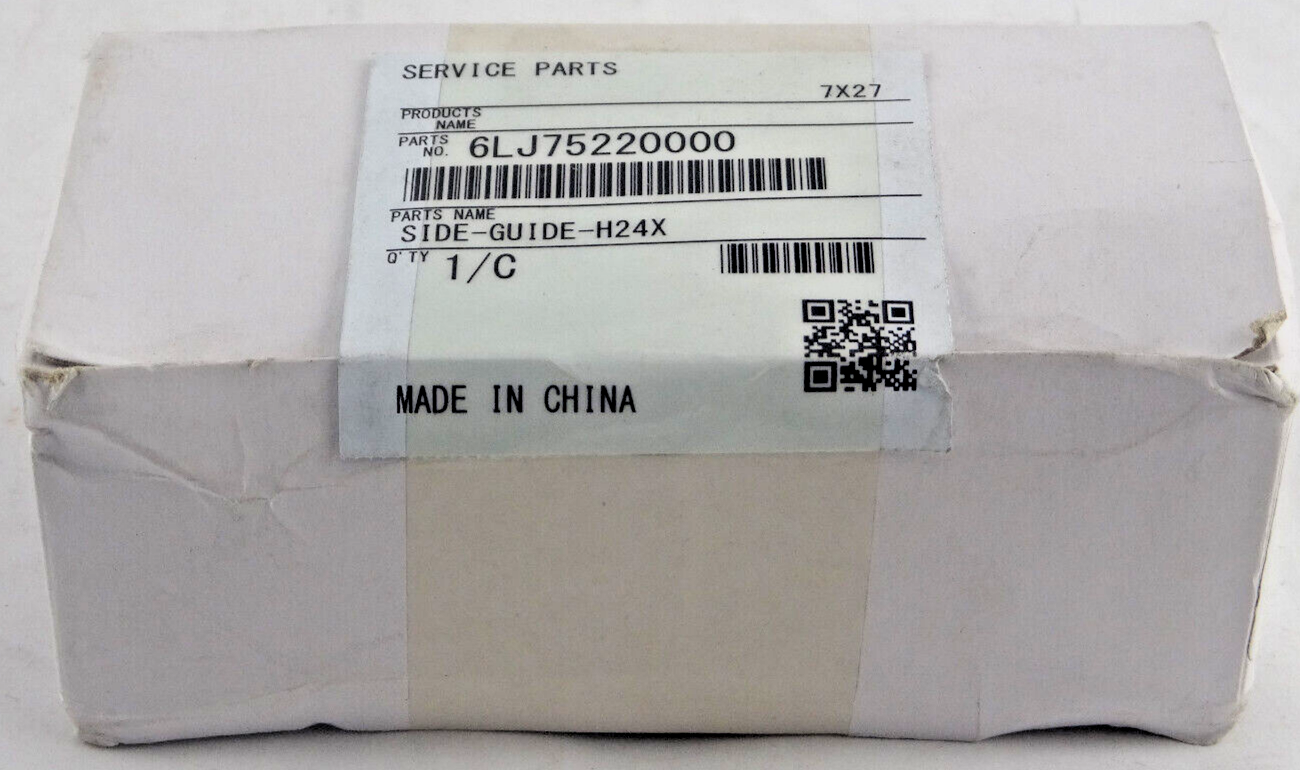 SERVICE PARTS
7X27
PRODUCTS
NAME
PARTS
NO. 6LJ75220000
PARTS NAME
SIDE-GUIDE-H24X
Q'TY 1/C
MADE IN CHINA